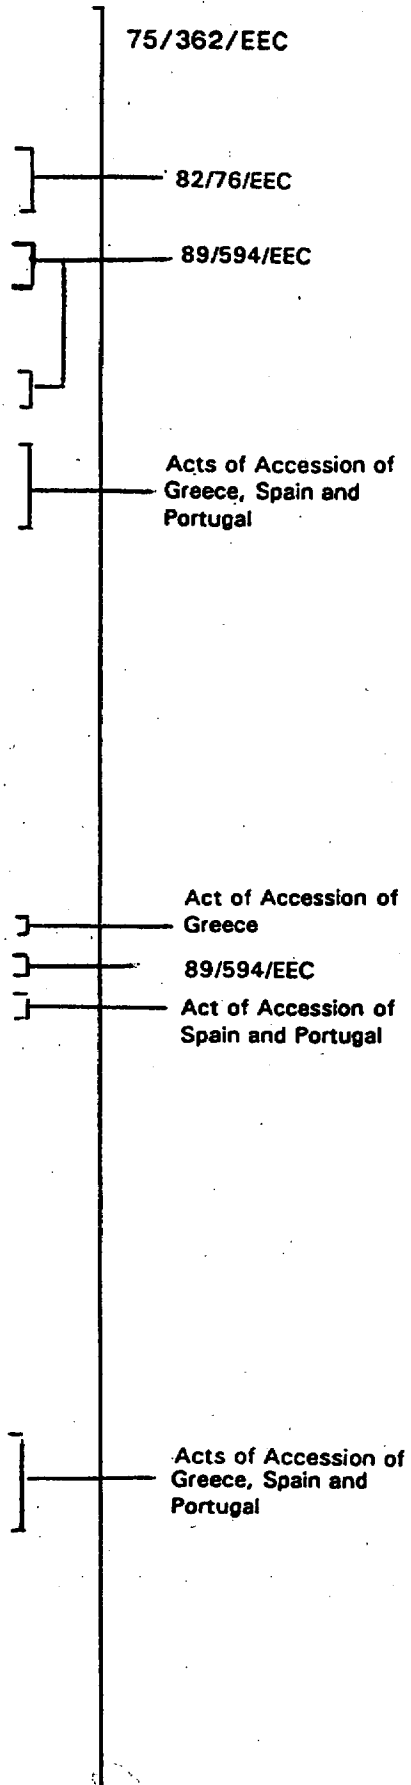 75/362/EEC
82/76/EEC
89/594/EEC
Acts of Accession of
Greece, Spain and
Portugal
Act of Accession of
Greece
89/594/EEC
Act of Accession of
Spain and Portugal
Acts of Accession of
Greece, Spain and
Portugal